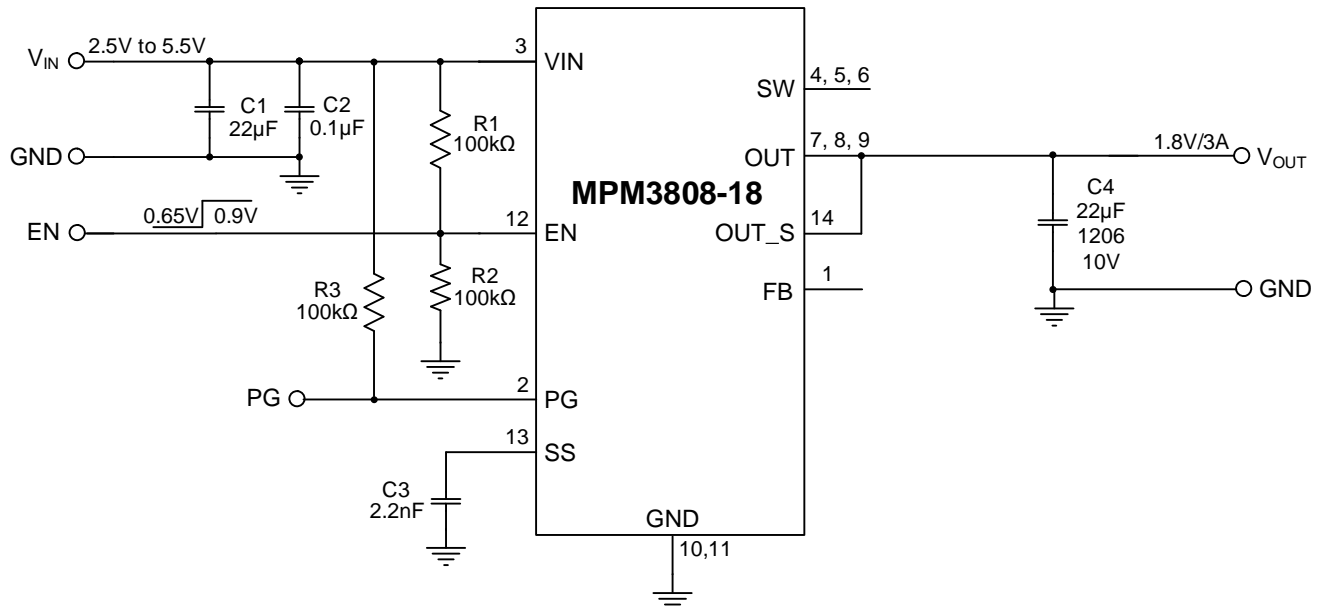 V_IN 2.5V to 5.5V
3
VIN
C1
22µF
C2
0.1µF
R1
100kΩ
GND
EN
0.65V 0.9V
12
EN
R2
100kΩ
R3
100kΩ
PG
2
PG
13
SS
C3
2.2nF
MPM3808-18
SW
4, 5, 6
OUT
7, 8, 9
OUT_S
14
FB
1
GND
10,11
1.8V/3A
V_OUT
C4
22µF
1206
10V
GND